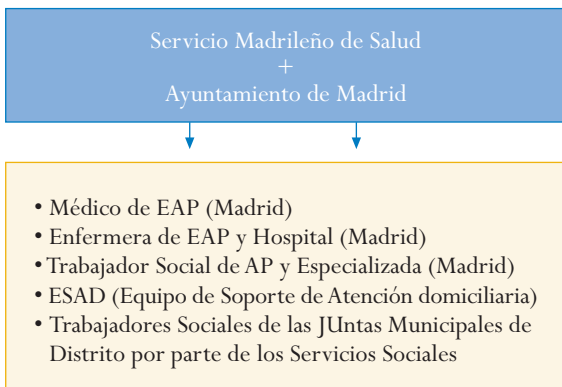 Servicio Madrileño de Salud
+
Ayuntamiento de Madrid
• Médico de EAP (Madrid)
• Enfermera de EAP y Hospital (Madrid)
• Trabajador Social de AP y Especializada (Madrid)
• ESAD (Equipo de Soporte de Atención domiciliaria)
• Trabajadores Sociales de las JUntas Municipales de
Distrito por parte de los Servicios Sociales